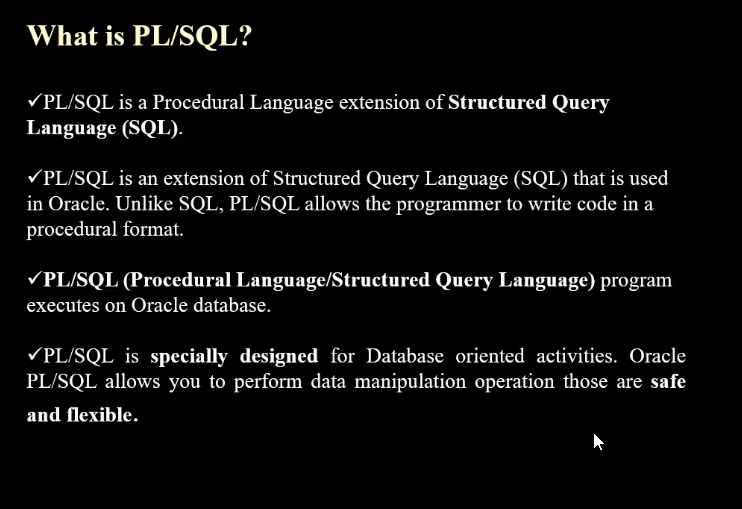 What is PL/SQL?
✓PL/SQL is a Procedural Language extension of Structured Query
Language (SQL).
✓PL/SQL is an extension of Structured Query Language (SQL) that is used
in Oracle. Unlike SQL, PL/SQL allows the programmer to write code in a
procedural format.
✓PL/SQL (Procedural Language/Structured Query Language) program
executes on Oracle database.
✓PL/SQL is specially designed for Database oriented activities. Oracle
PL/SQL allows you to perform data manipulation operation those are safe
and flexible.